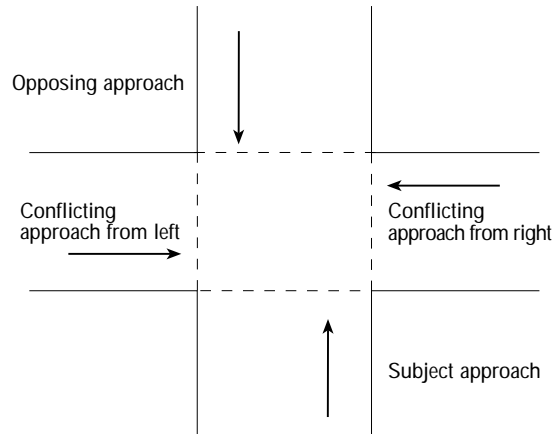 Opposing approach
Conflicting
approach from left
Conflicting
approach from right
Subject approach